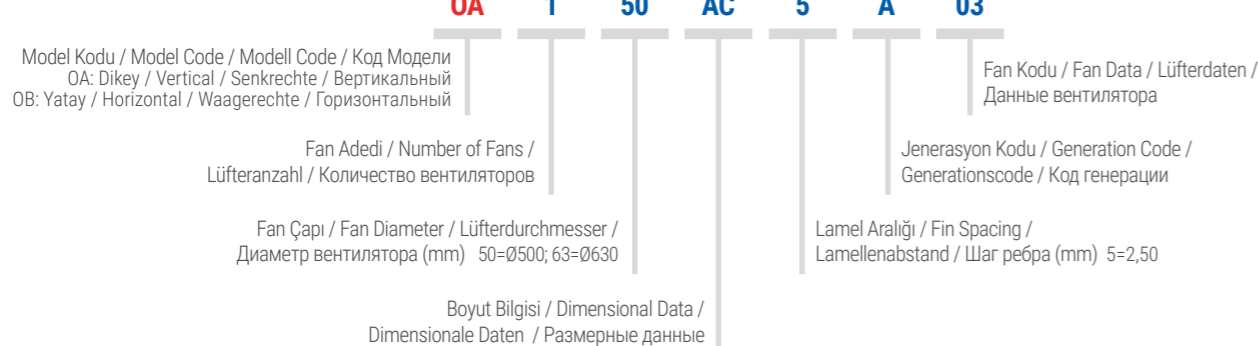 OA 1 50 AC 5 A 03
Model Kodu / Model Code / Modell Code / Код Модели
OA: Dikey / Vertical / Senkrechte / Вертикальный
OB: Yatay / Horizontal / Waagerechte / Горизонтальный
Fan Kodu / Fan Data / Lüfterdaten /
Данные вентилятора
Fan Adedi / Number of Fans /
Lüfteranzahl / Количество вентиляторов
Jenerasyon Kodu / Generation Code /
Generationscode / Код генерации
Fan Çapı / Fan Diameter / Lüfterdurchmesser /
Диаметр вентилятора (mm) 50=Ø500; 63=Ø630
Lamel Aralığı / Fin Spacing /
Lamellenabstand / Шаг ребра (mm) 5=2,50
Boyut Bilgisi / Dimensional Data /
Dimensionale Daten / Размерные данные